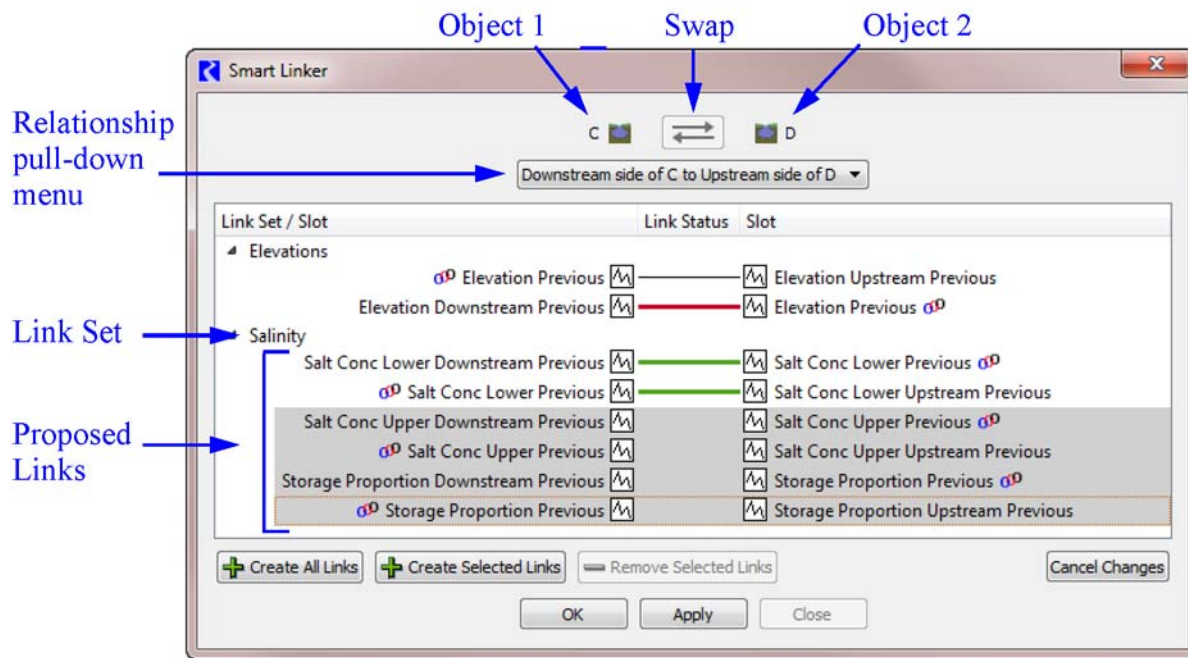 Object 1 Swap Object 2
Smart Linker
C D
Relationship
pull-down
menu
Downstream side of C to Upstream side of D
Link Set / Slot Link Status Slot
Elevations
Elevation Previous Elevation Upstream Previous
Elevation Downstream Previous Elevation Previous
Link Set
Salinity
Salt Conc Lower Downstream Previous Salt Conc Lower Previous
Salt Conc Lower Previous Salt Conc Lower Upstream Previous
Proposed
Links
Salt Conc Upper Downstream Previous Salt Conc Upper Previous
Salt Conc Upper Previous Salt Conc Upper Upstream Previous
Storage Proportion Downstream Previous Storage Proportion Previous
Storage Proportion Previous Storage Proportion Upstream Previous
Create All Links Create Selected Links Remove Selected Links Cancel Changes
OK Apply Close